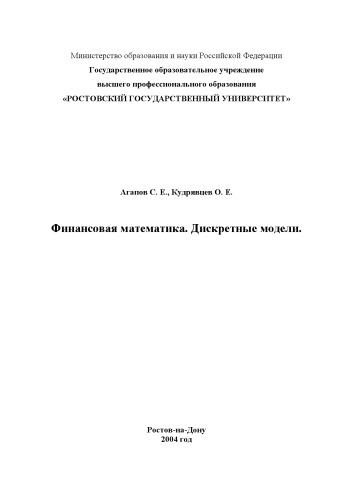 Министерство образования и науки Российской Федерации
Государственное образовательное учреждение
высшего профессионального образования
«РОСТОВСКИЙ ГОСУДАРСТВЕННЫЙ УНИВЕРСИТЕТ»
Агапов С. Е., Кудрявцев О. Е.
Финансовая математика. Дискретные модели.
Ростов-на-Дону
2004 год